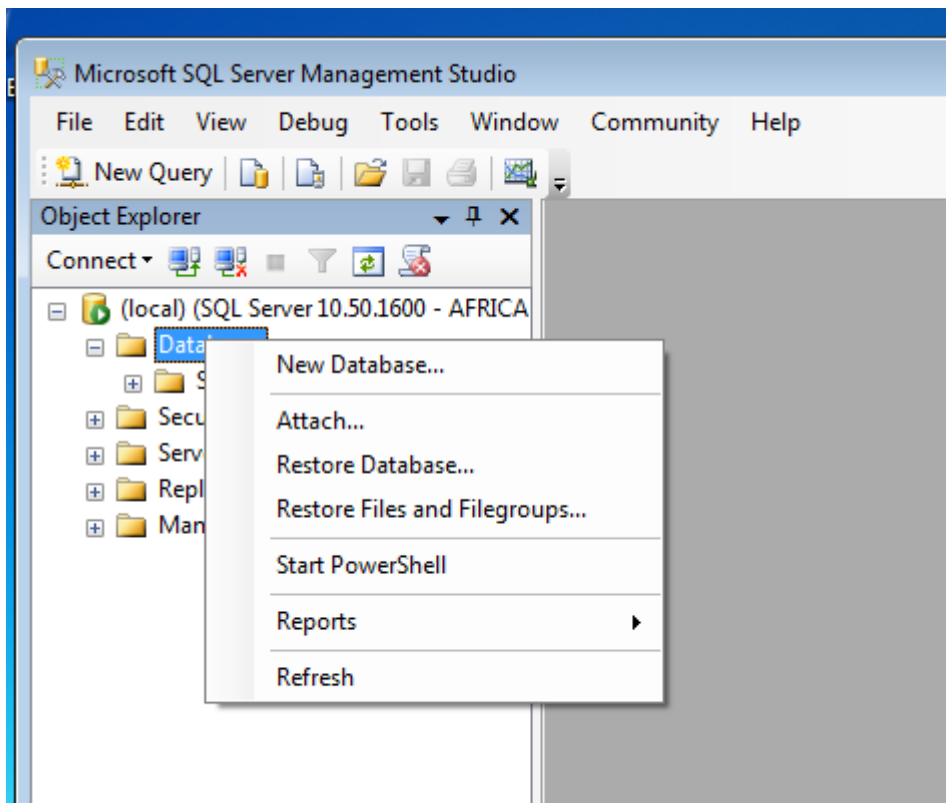 Microsoft SQL Server Management Studio
File Edit View Debug Tools Window Community Help
New Query
Object Explorer
Connect
(local) (SQL Server 10.50.1600 - AFRICA
New Database...
Attach...
Restore Database...
Restore Files and Filegroups...
Start PowerShell
Reports
Refresh